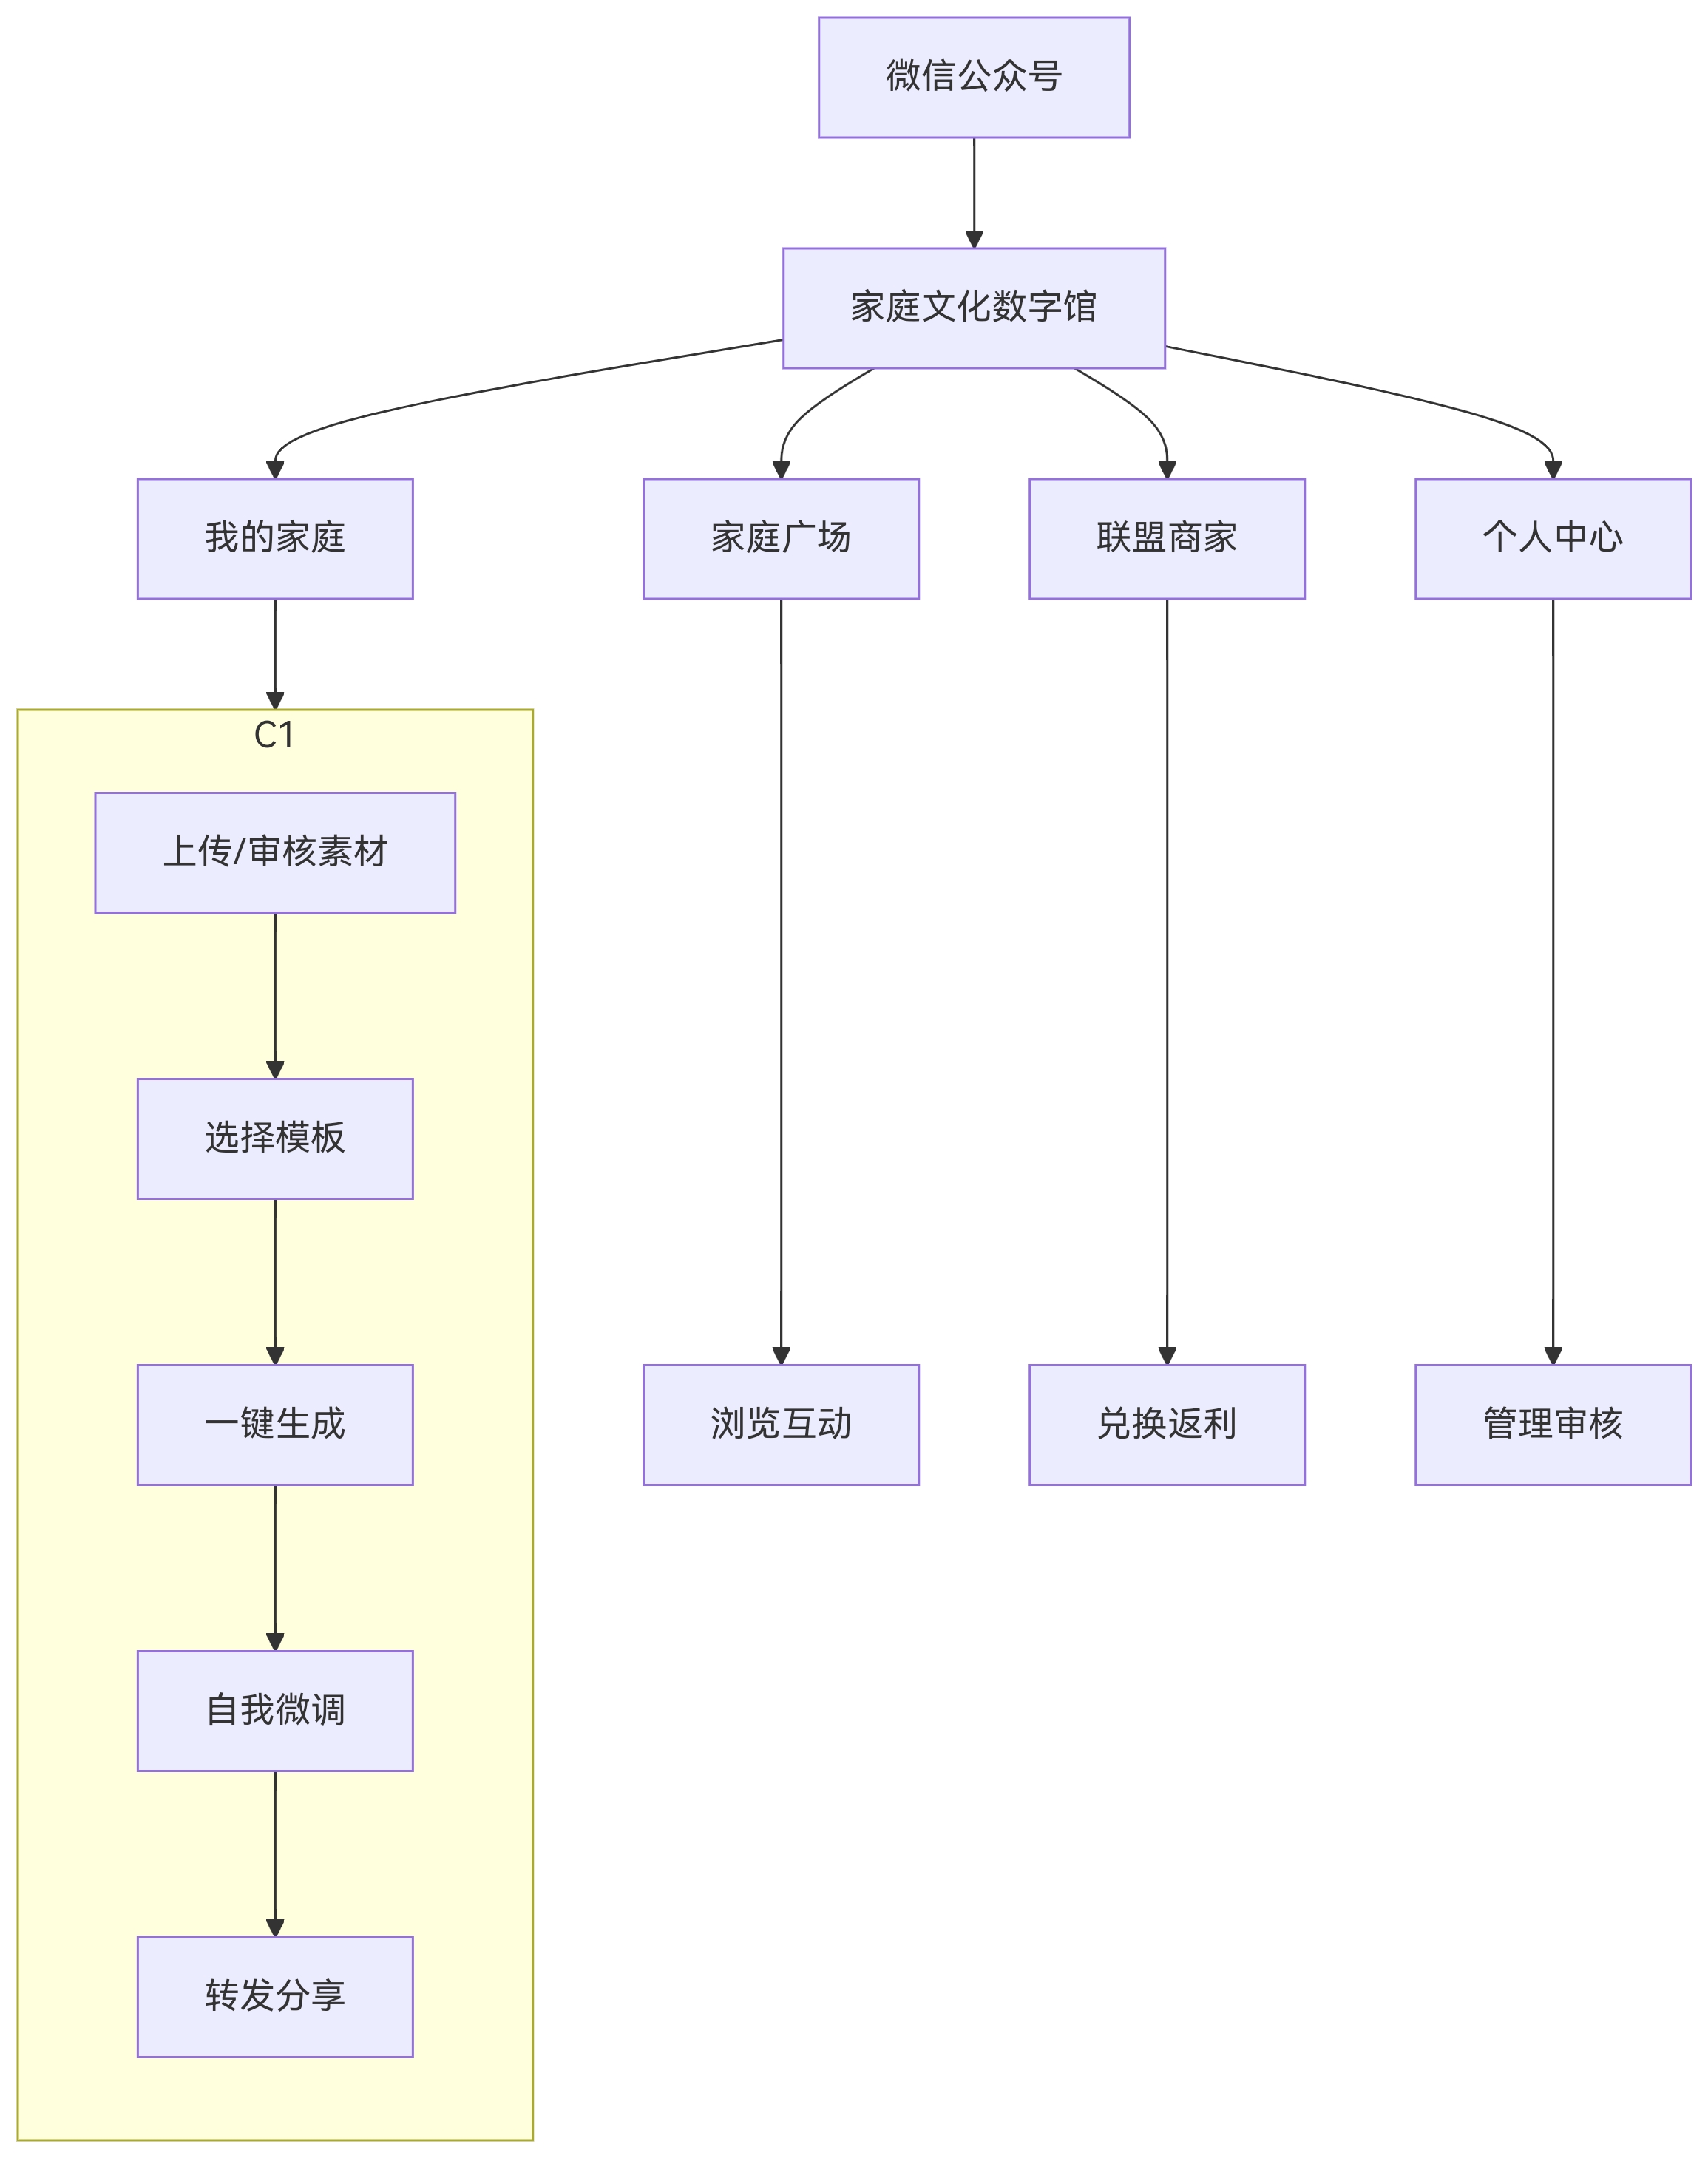 微信公众号
家庭文化数字馆
我的家庭
家庭广场
联盟商家
个人中心
C1
上传/审核素材
选择模板
一键生成
浏览互动
兑换返利
管理审核
自我微调
转发分享